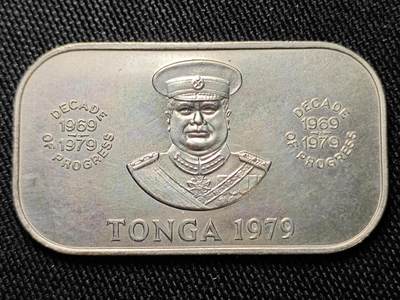 DECADE
1969
1979
OF PROGRESS
DECADE
1969
1979
OF PROGRESS
TONGA 1979